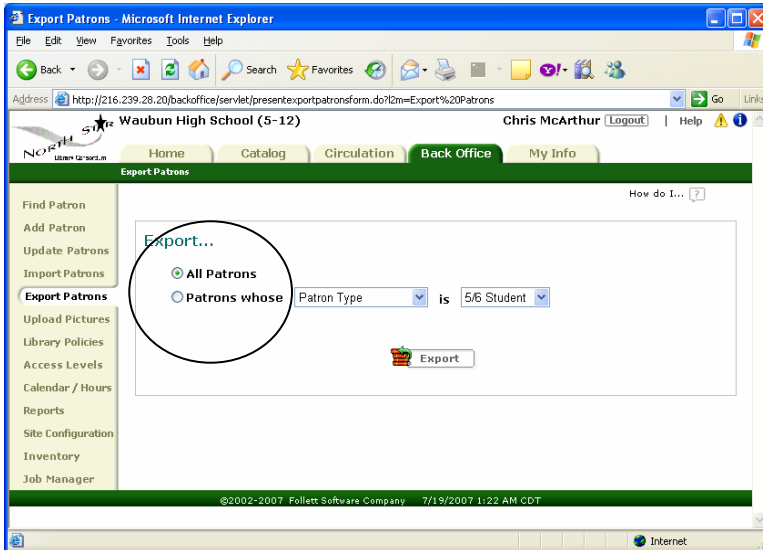 Export Patrons - Microsoft Internet Explorer
File Edit View Favorites Tools Help
Back Search Favorites
Address http://216.239.28.20/backoffice/servlet/presentexportpatronsform.do?l2m=Export%20Patrons Go Links
NORTH STAR Waubun High School (5-12) Chris McArthur Logout | Help
Home Catalog Circulation Back Office My Info
Export Patrons
How do I... ?
Find Patron
Add Patron
Update Patrons
Import Patrons
Export Patrons
Upload Pictures
Library Policies
Access Levels
Calendar / Hours
Reports
Site Configuration
Inventory
Job Manager
Export...
All Patrons
Patrons whose Patron Type is 5/6 Student
Export
©2002-2007 Follett Software Company 7/19/2007 1:22 AM CDT
Internet